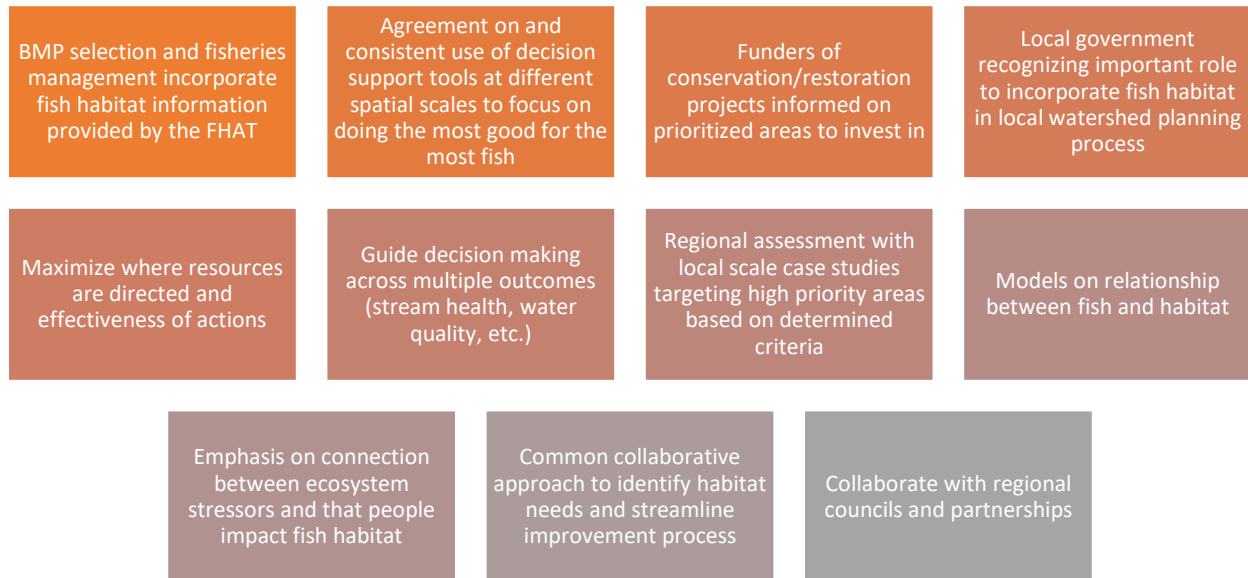 BMP selection and fisheries
management incorporate
fish habitat information
provided by the FHAT
Agreement on and
consistent use of decision
support tools at different
spatial scales to focus on
doing the most good for the
most fish
Funders of
conservation/restoration
projects informed on
prioritized areas to invest in
Local government
recognizing important role
to incorporate fish habitat
in local watershed planning
process
Maximize where resources
are directed and
effectiveness of actions
Guide decision making
across multiple outcomes
(stream health, water
quality, etc.)
Regional assessment with
local scale case studies
targeting high priority areas
based on determined
criteria
Models on relationship
between fish and habitat
Emphasis on connection
between ecosystem
stressors and that people
impact fish habitat
Common collaborative
approach to identify habitat
needs and streamline
improvement process
Collaborate with regional
councils and partnerships